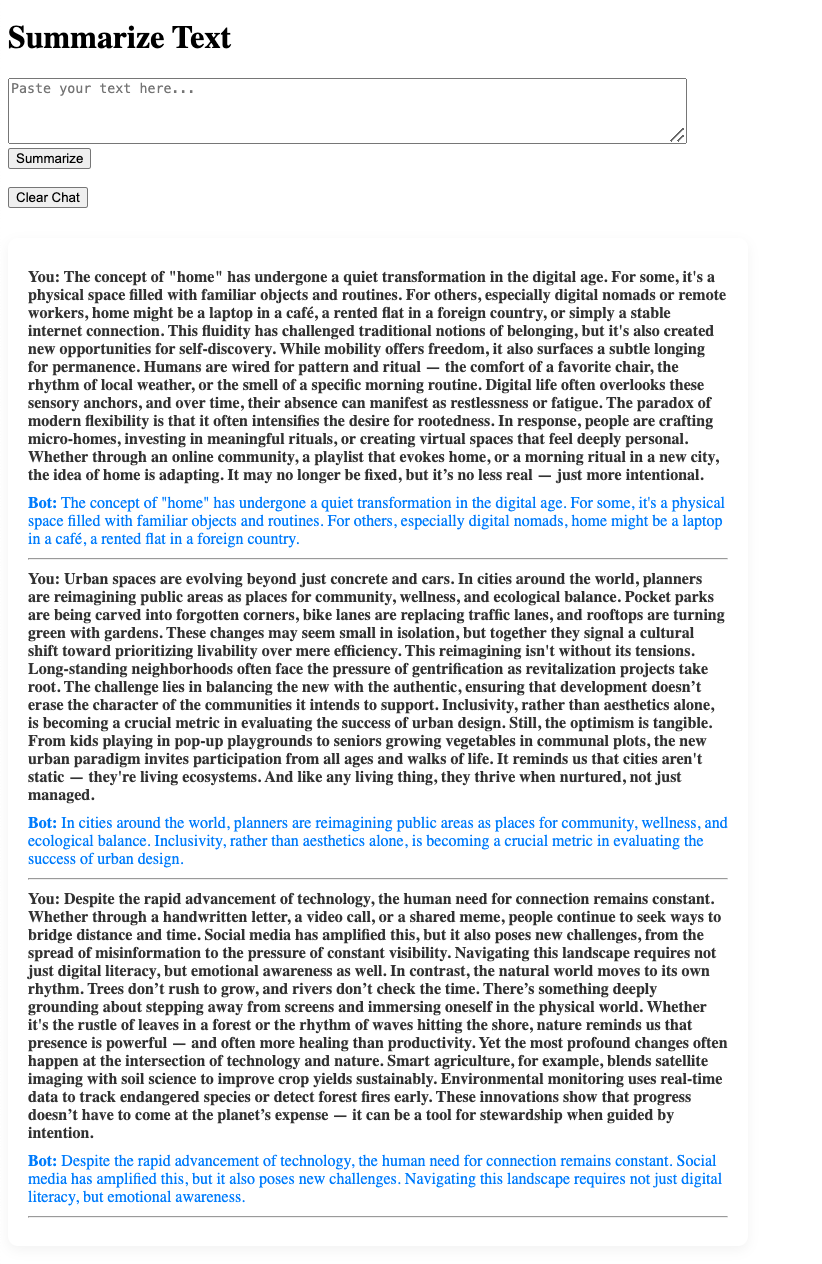 Summarize Text
Paste your text here...
Summarize
Clear Chat
You: The concept of "home" has undergone a quiet transformation in the digital age. For some, it's a
physical space filled with familiar objects and routines. For others, especially digital nomads or remote
workers, home might be a laptop in a café, a rented flat in a foreign country, or simply a stable
internet connection. This fluidity has challenged traditional notions of belonging, but it's also created
new opportunities for self-discovery. While mobility offers freedom, it also surfaces a subtle longing
for permanence. Humans are wired for pattern and ritual — the comfort of a favorite chair, the
rhythm of local weather, or the smell of a specific morning routine. Digital life often overlooks these
sensory anchors, and over time, their absence can manifest as restlessness or fatigue. The paradox of
modern flexibility is that it often intensifies the desire for rootedness. In response, people are crafting
micro-homes, investing in meaningful rituals, or creating virtual spaces that feel deeply personal.
Whether through an online community, a playlist that evokes home, or a morning ritual in a new city,
the idea of home is adapting. It may no longer be fixed, but it’s no less real — just more intentional.
Bot: The concept of "home" has undergone a quiet transformation in the digital age. For some, it's a physical
space filled with familiar objects and routines. For others, especially digital nomads, home might be a laptop
in a café, a rented flat in a foreign country.
You: Urban spaces are evolving beyond just concrete and cars. In cities around the world, planners
are reimagining public areas as places for community, wellness, and ecological balance. Pocket parks
are being carved into forgotten corners, bike lanes are replacing traffic lanes, and rooftops are turning
green with gardens. These changes may seem small in isolation, but together they signal a cultural
shift toward prioritizing livability over mere efficiency. This reimagining isn't without its tensions.
Long-standing neighborhoods often face the pressure of gentrification as revitalization projects take
root. The challenge lies in balancing the new with the authentic, ensuring that development doesn’t
erase the character of the communities it intends to support. Inclusivity, rather than aesthetics alone,
is becoming a crucial metric in evaluating the success of urban design. Still, the optimism is tangible.
From kids playing in pop-up playgrounds to seniors growing vegetables in communal plots, the new
urban paradigm invites participation from all ages and walks of life. It reminds us that cities aren't
static — they're living ecosystems. And like any living thing, they thrive when nurtured, not just
managed.
Bot: In cities around the world, planners are reimagining public areas as places for community, wellness, and
ecological balance. Inclusivity, rather than aesthetics alone, is becoming a crucial metric in evaluating the
success of urban design.
You: Despite the rapid advancement of technology, the human need for connection remains constant.
Whether through a handwritten letter, a video call, or a shared meme, people continue to seek ways to
bridge distance and time. Social media has amplified this, but it also poses new challenges, from the
spread of misinformation to the pressure of constant visibility. Navigating this landscape requires not
just digital literacy, but emotional awareness as well. In contrast, the natural world moves to its own
rhythm. Trees don’t rush to grow, and rivers don’t check the time. There’s something deeply
grounding about stepping away from screens and immersing oneself in the physical world. Whether
it's the rustle of leaves in a forest or the rhythm of waves hitting the shore, nature reminds us that
presence is powerful — and often more healing than productivity. Yet the most profound changes often
happen at the intersection of technology and nature. Smart agriculture, for example, blends satellite
imaging with soil science to improve crop yields sustainably. Environmental monitoring uses real-time
data to track endangered species or detect forest fires early. These innovations show that progress
doesn’t have to come at the planet’s expense — it can be a tool for stewardship when guided by
intention.
Bot: Despite the rapid advancement of technology, the human need for connection remains constant. Social
media has amplified this, but it also poses new challenges. Navigating this landscape requires not just digital
literacy, but emotional awareness.